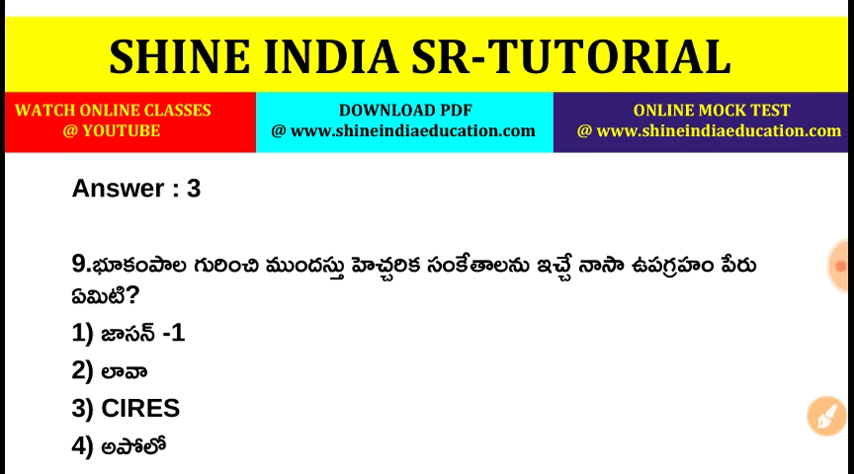 SHINE INDIA SR-TUTORIAL
WATCH ONLINE CLASSES
@ YOUTUBE
DOWNLOAD PDF
@ www.shineindiaeducation.com
ONLINE MOCK TEST
@ www.shineindiaeducation.com
Answer : 3
9.భూకంపాల గురించి ముందస్తు హెచ్చరిక సంకేతాలను ఇచ్చే నాసా ఉపగ్రహం పేరు
ఏమిటి?
1) జాసన్ -1
2) లావా
3) CIRES
4) అపోలో